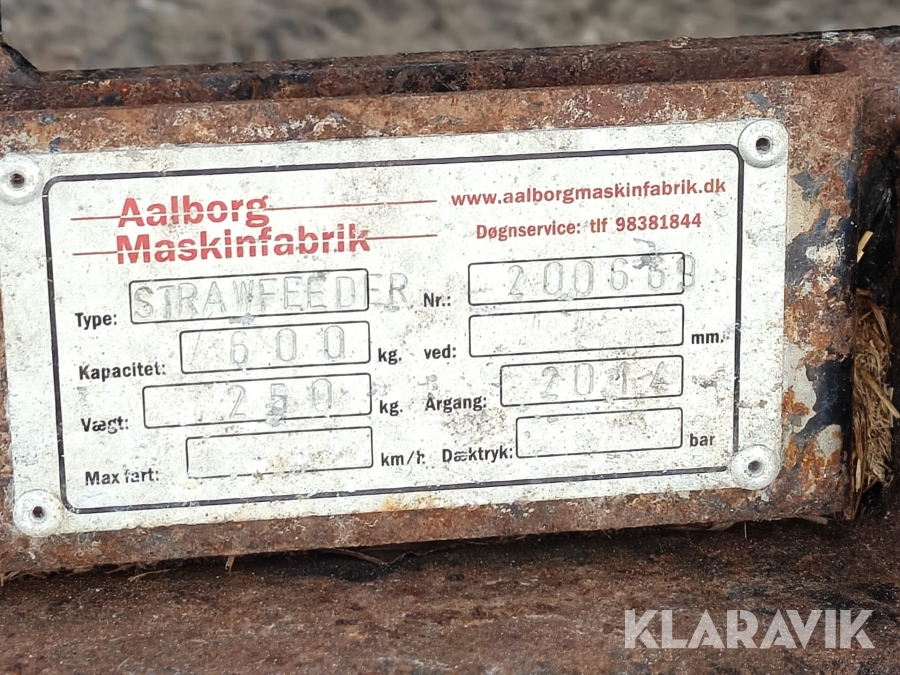 Aalborg
Maskinfabrik
www.aalborgmaskinfabrik.dk
Døgnservice: tlf 98381844
Type: STRAWFEEDER Nr.: 200669
Kapacitet: 600 kg. ved: mm.
Vægt: 250 kg. Årgang: 2014
Max fart: km/h Dæktryk: bar
KLARAVIK